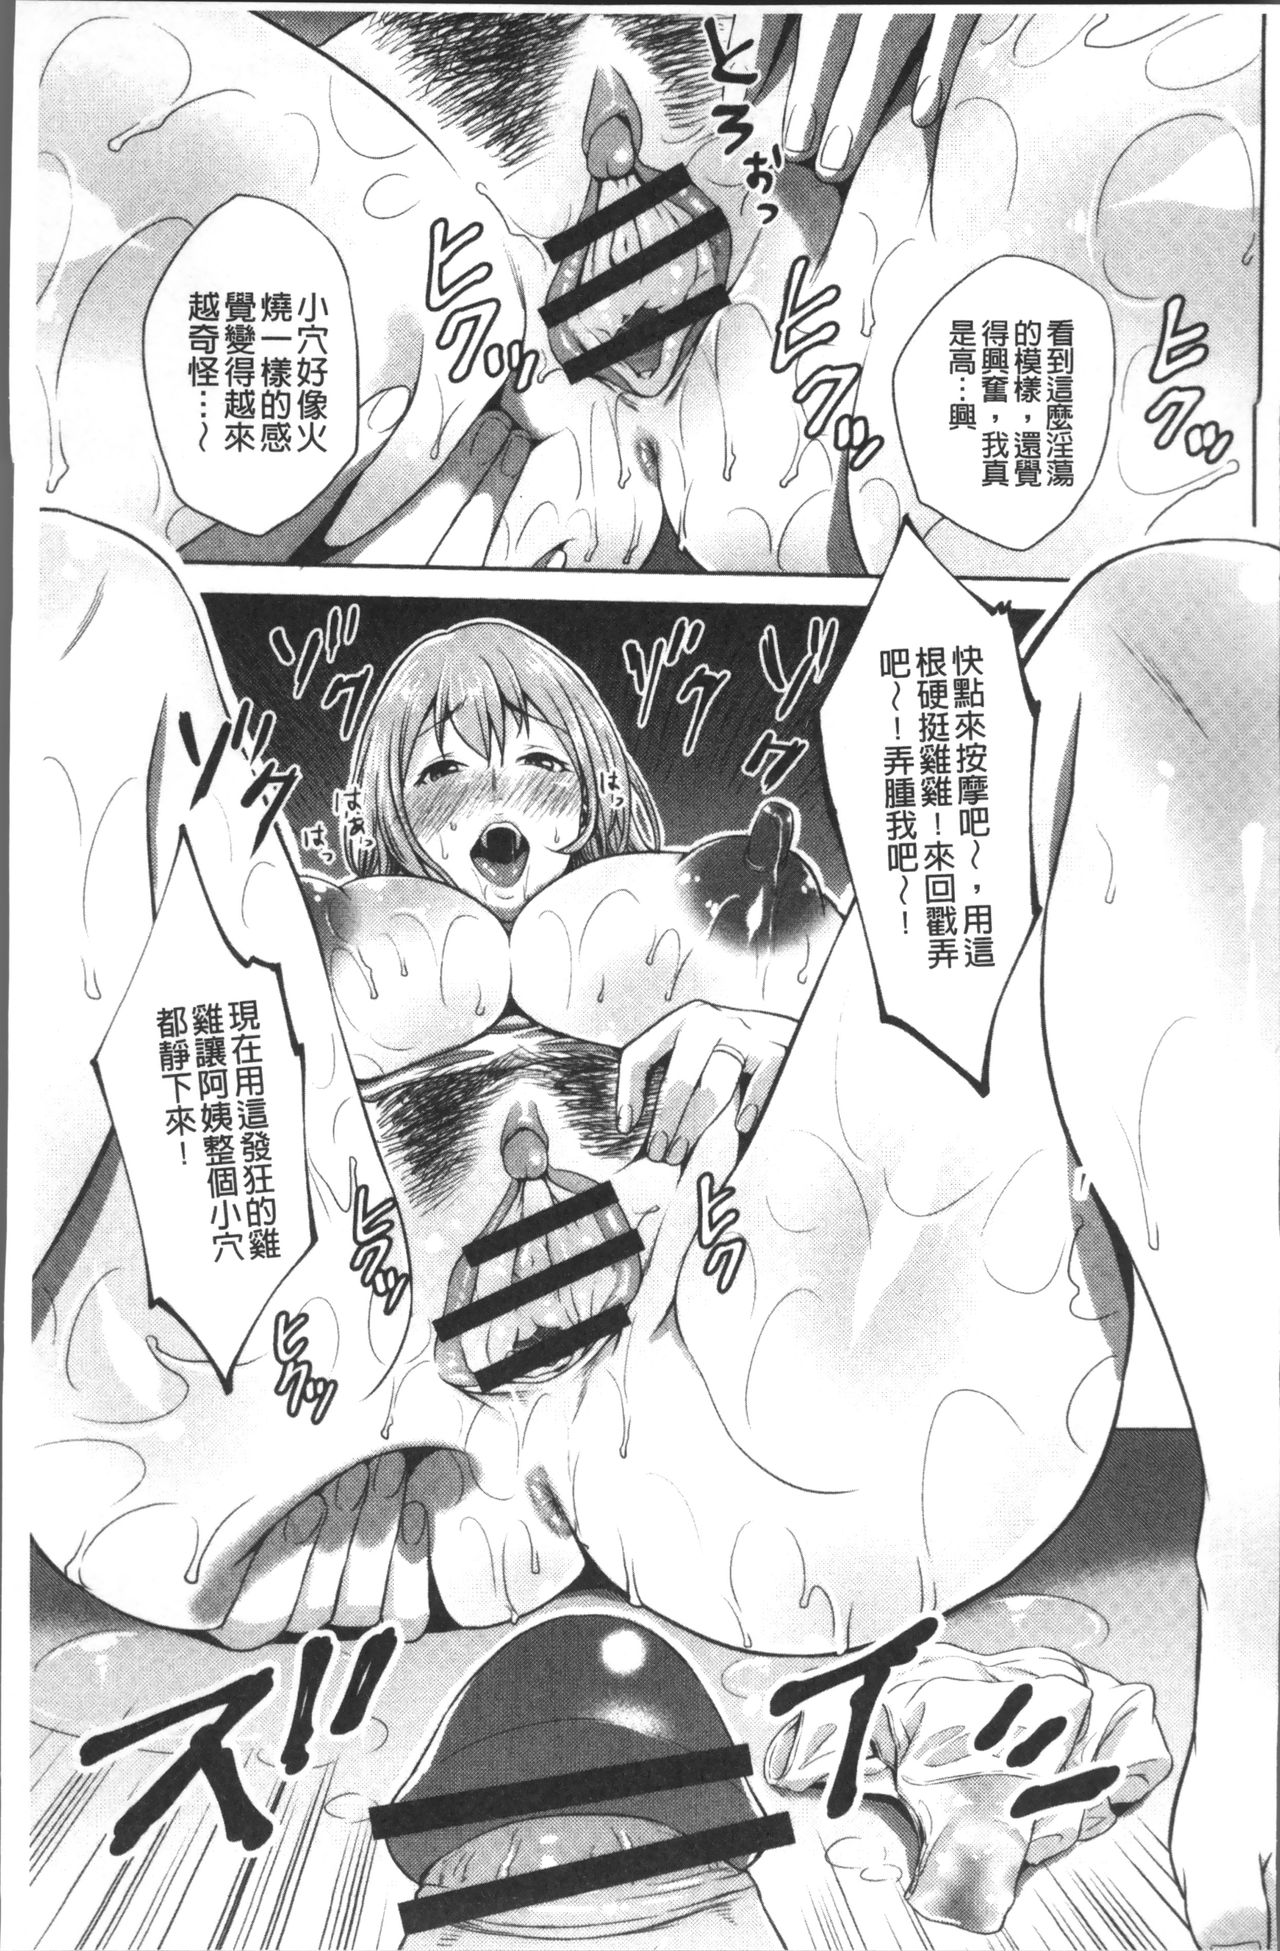 とろぉっ
看到這麼淫蕩
的模樣，還覺
得興奮，我真
是高…興
ヒクッ
ヒクッ
小穴好像火
燒一樣的感
覺變得越來
越奇怪…～
快點來按摩吧～，用這
根硬挺雞雞！來回戳弄
吧～！弄腫我吧～！
ゾク
ゾク
ゾク
ゾク
はっ
はぁっ
はっ
現在用這發狂的雞
雞讓阿姨整個小穴
都靜下來！
ヒクッ
ヒクッ
ヒクッ
ズイッ